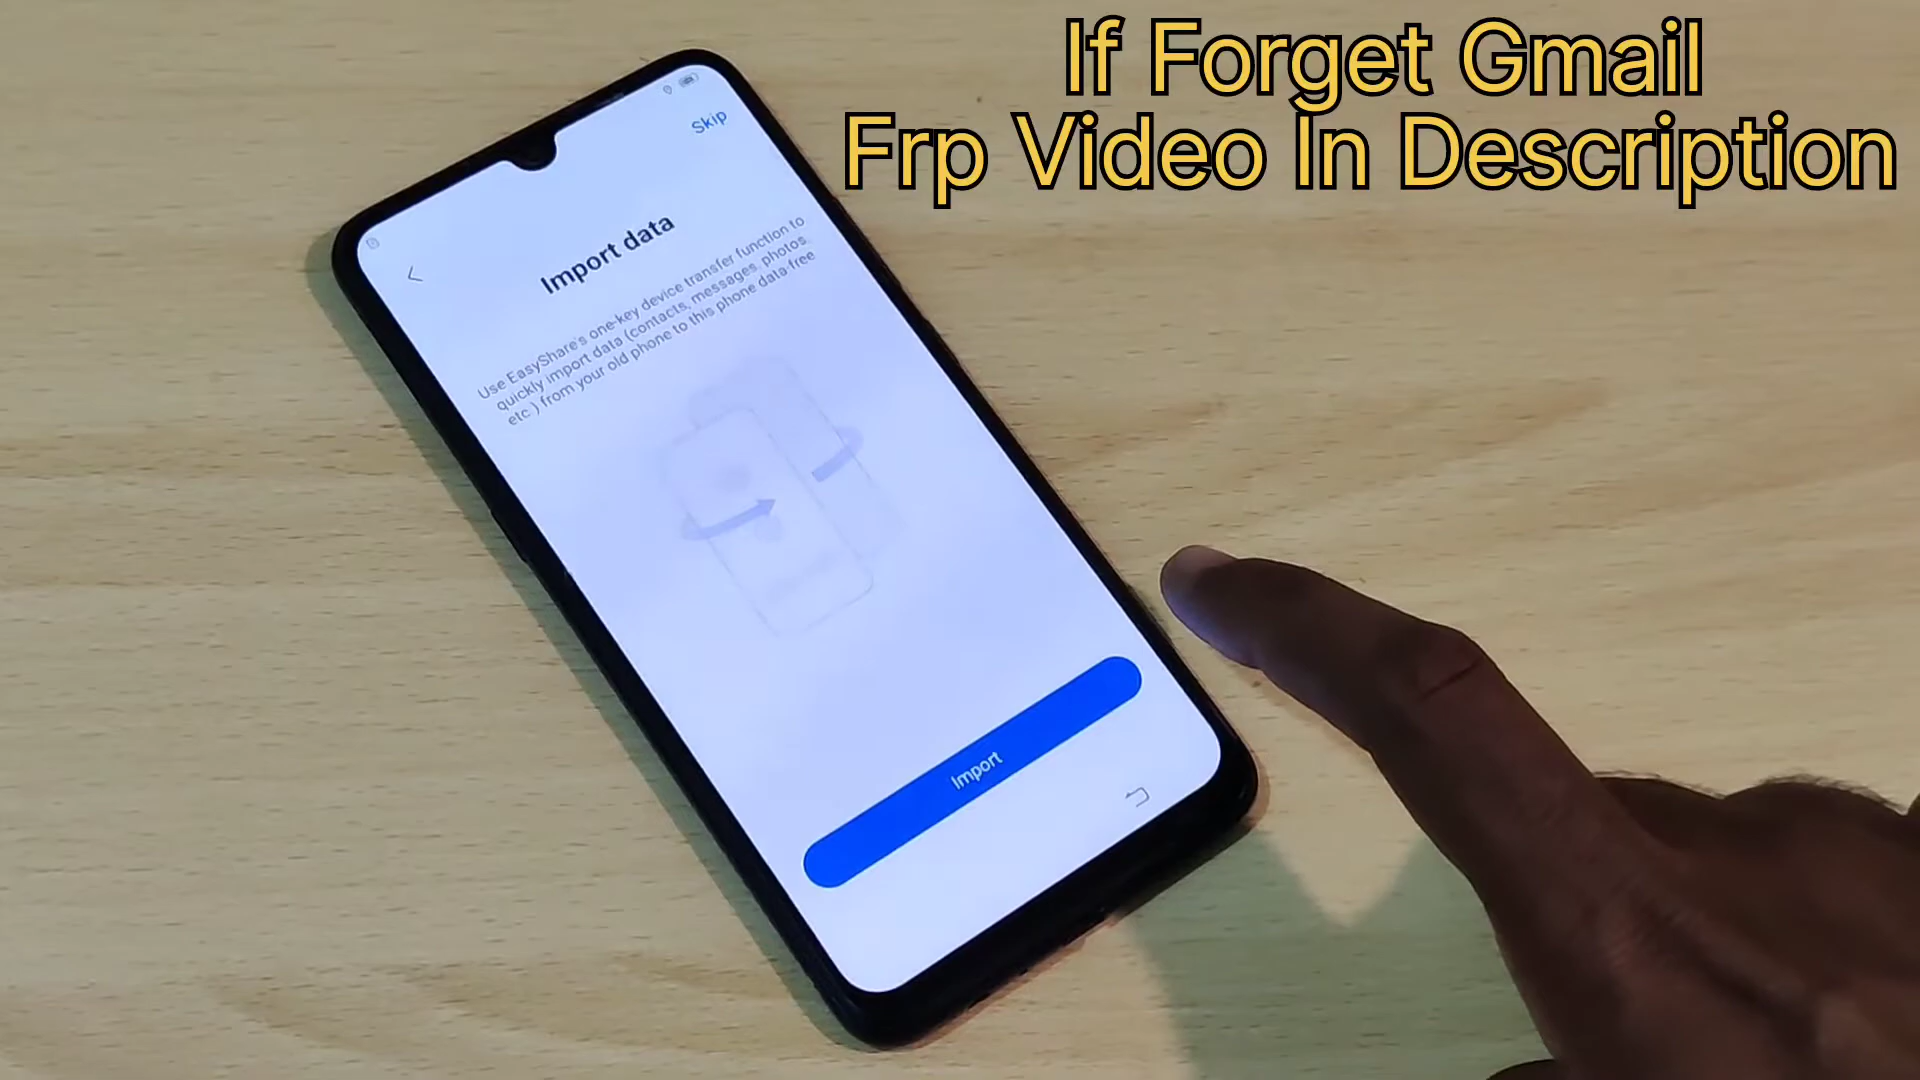 If Forget Gmail
Frp Video In Description
Skip
Import data
Use EasyShare's one-key device transfer function to
quickly import data (contacts, messages, photos,
etc.) from your old phone to this phone data-free
Import